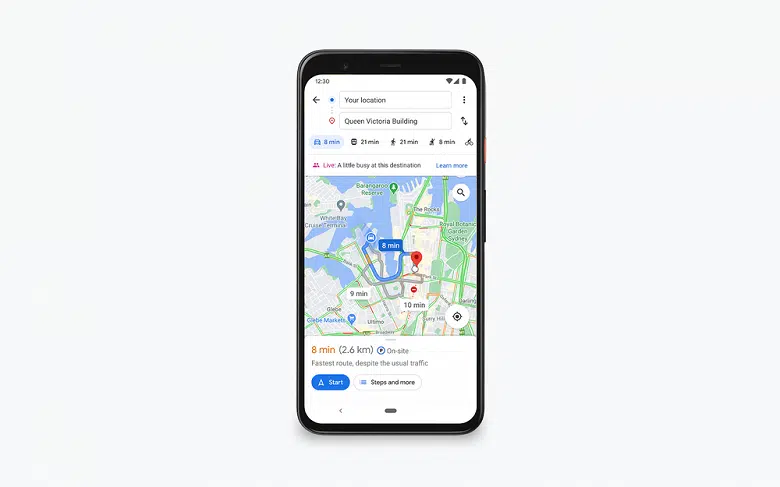 12:30
Your location
Queen Victoria Building
8 min 21 min 21 min 8 min
Live: A little busy at this destination Learn more
Barangaroo
Reserve
The Rocks
White Bay
Cruise Terminal
Royal Botanic
Garden
Sydney
8 min
9 min
10 min
Glebe
Glebe Markets
Ultimo
8 min (2.6 km) P On-site
Fastest route, despite the usual traffic
Start Steps and more